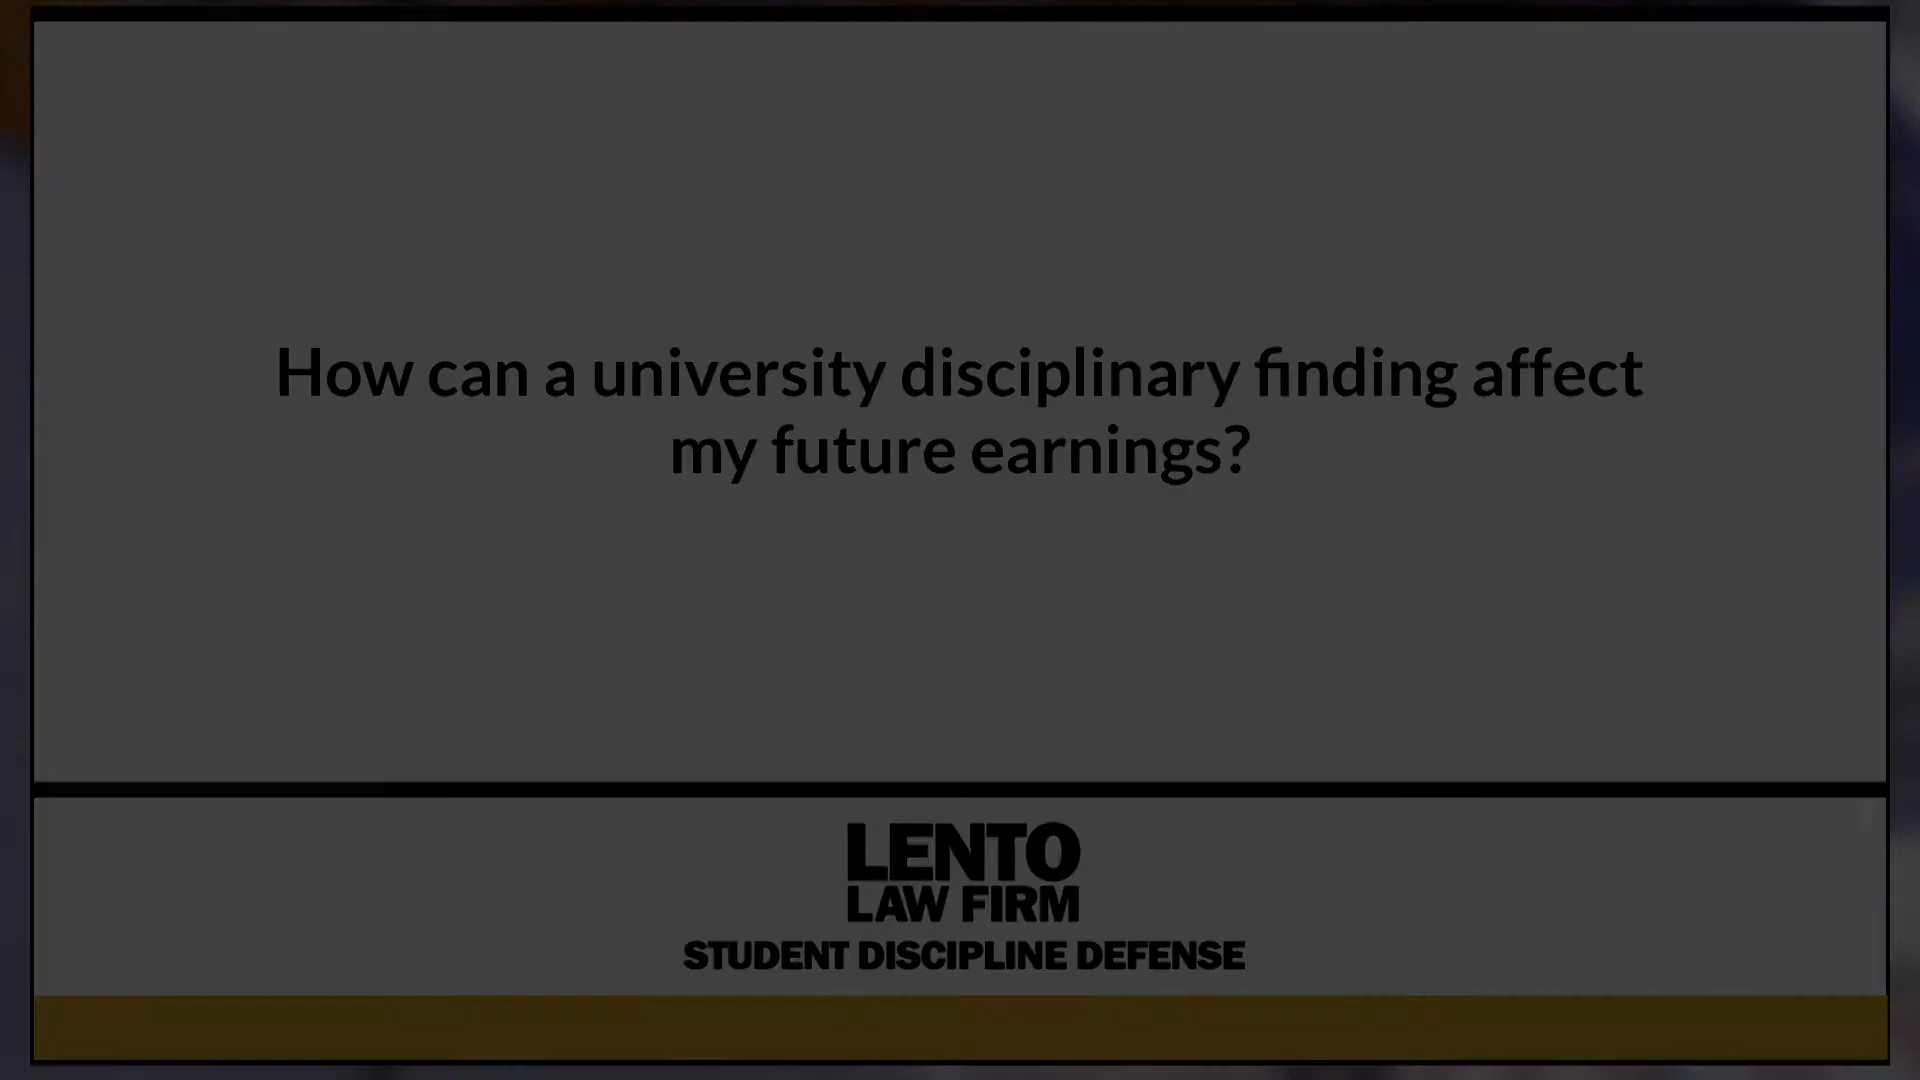 How can a university disciplinary finding affect
my future earnings?
LENTO
LAW FIRM
STUDENT DISCIPLINE DEFENSE